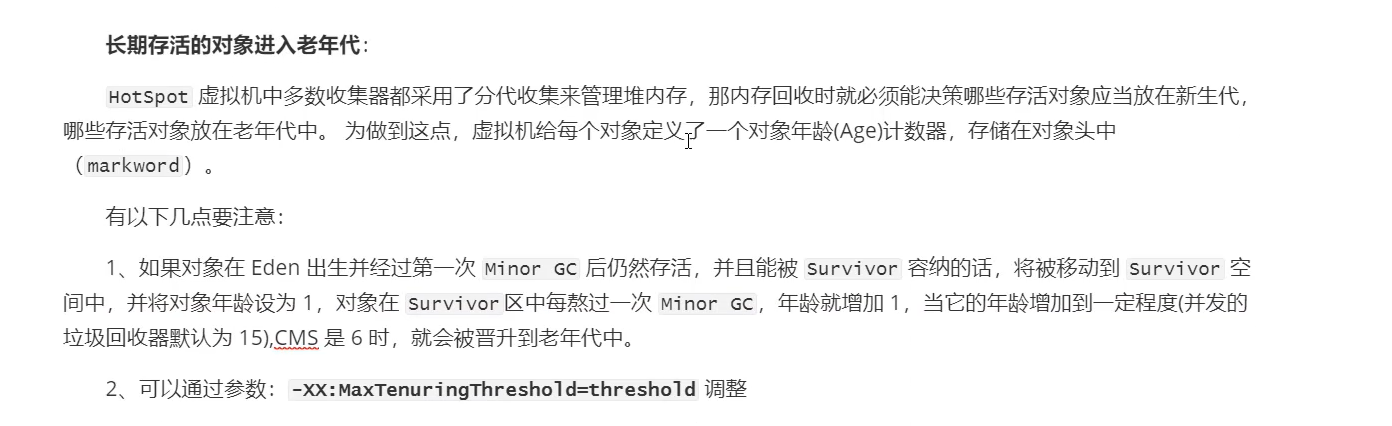 长期存活的对象进入老年代：
HotSpot 虚拟机中多数收集器都采用了分代收集来管理堆内存，那内存回收时就必须能决策哪些存活对象应当放在新生代，
哪些存活对象放在老年代中。 为做到这点，虚拟机给每个对象定义了一个对象年龄(Age)计数器，存储在对象头中
（markword）。
有以下几点要注意：
1、如果对象在 Eden 出生并经过第一次 Minor GC 后仍然存活，并且能被 Survivor 容纳的话，将被移动到 Survivor 空
间中，并将对象年龄设为 1，对象在 Survivor区中每熬过一次 Minor GC，年龄就增加 1，当它的年龄增加到一定程度(并发的
垃圾回收器默认为 15),CMS 是 6 时，就会被晋升到老年代中。
2、可以通过参数：-XX:MaxTenuringThreshold=threshold 调整